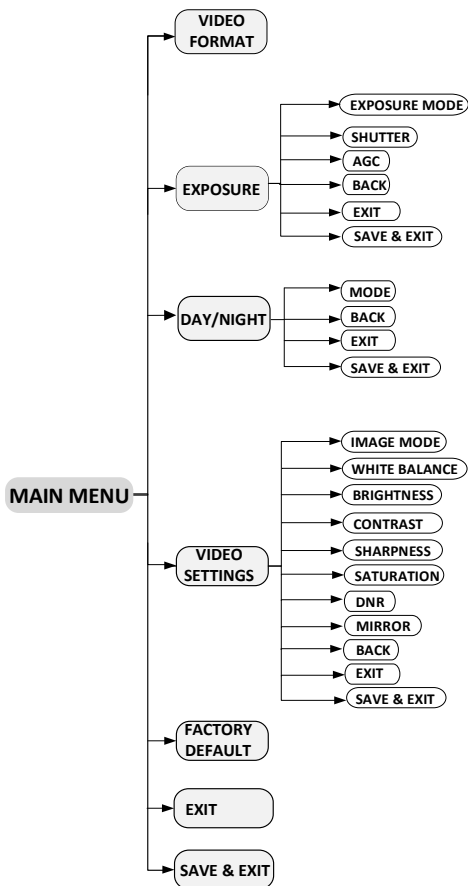 VIDEO
FORMAT
EXPOSURE MODE
SHUTTER
AGC
EXPOSURE
BACK
EXIT
SAVE & EXIT
MODE
DAY/NIGHT
BACK
EXIT
SAVE & EXIT
IMAGE MODE
WHITE BALANCE
BRIGHTNESS
MAIN MENU
CONTRAST
SHARPNESS
VIDEO
SETTINGS
SATURATION
DNR
MIRROR
BACK
EXIT
SAVE & EXIT
FACTORY
DEFAULT
EXIT
SAVE & EXIT